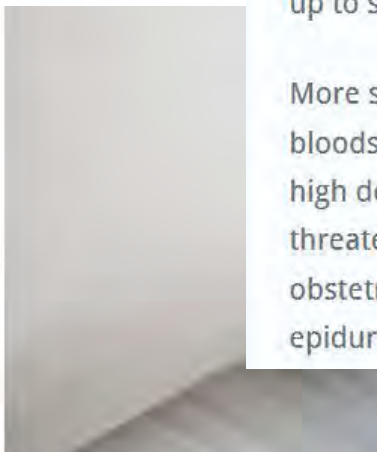 up to s
More s
bloods
high de
threate
obstetr
epidur